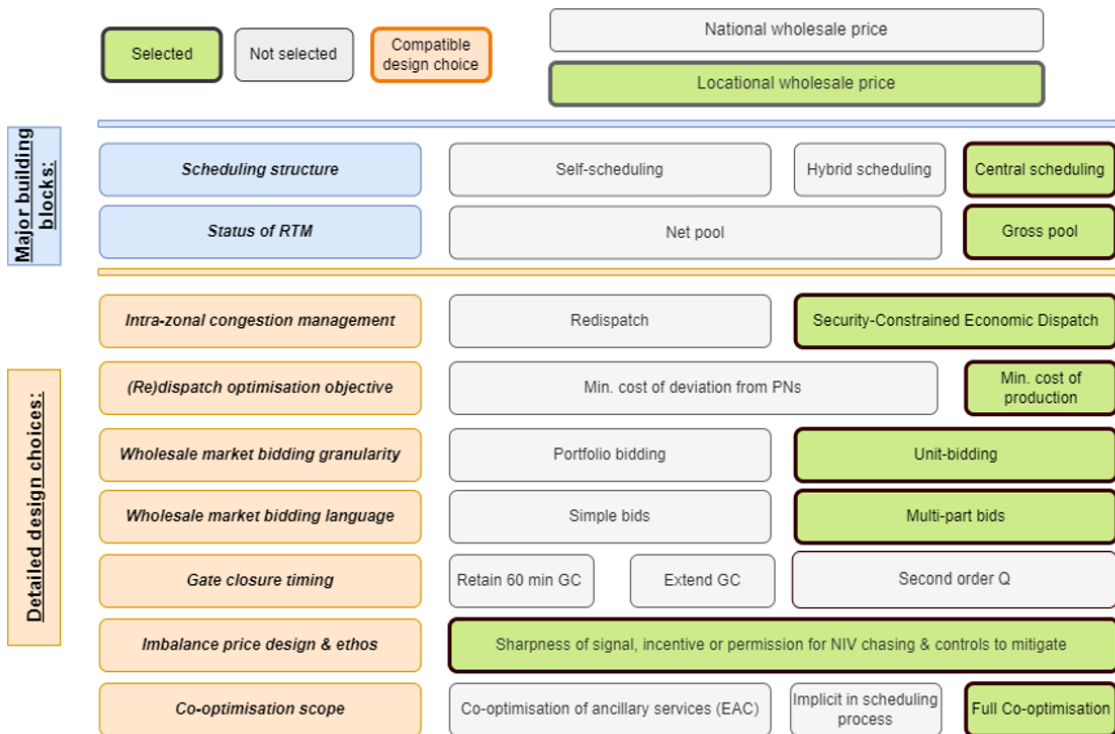 Selected
Not selected
Compatible
design choice
National wholesale price
Locational wholesale price
Major building
blocks:
Scheduling structure
Self-scheduling
Hybrid scheduling
Central scheduling
Status of RTM
Net pool
Gross pool
Detailed design choices:
Intra-zonal congestion management
Redispatch
Security-Constrained Economic Dispatch
(Re)dispatch optimisation objective
Min. cost of deviation from PNs
Min. cost of
production
Wholesale market bidding granularity
Portfolio bidding
Unit-bidding
Wholesale market bidding language
Simple bids
Multi-part bids
Gate closure timing
Retain 60 min GC
Extend GC
Second order Q
Imbalance price design & ethos
Sharpness of signal, incentive or permission for NIV chasing & controls to mitigate
Co-optimisation scope
Co-optimisation of ancillary services (EAC)
Implicit in scheduling
process
Full Co-optimisation